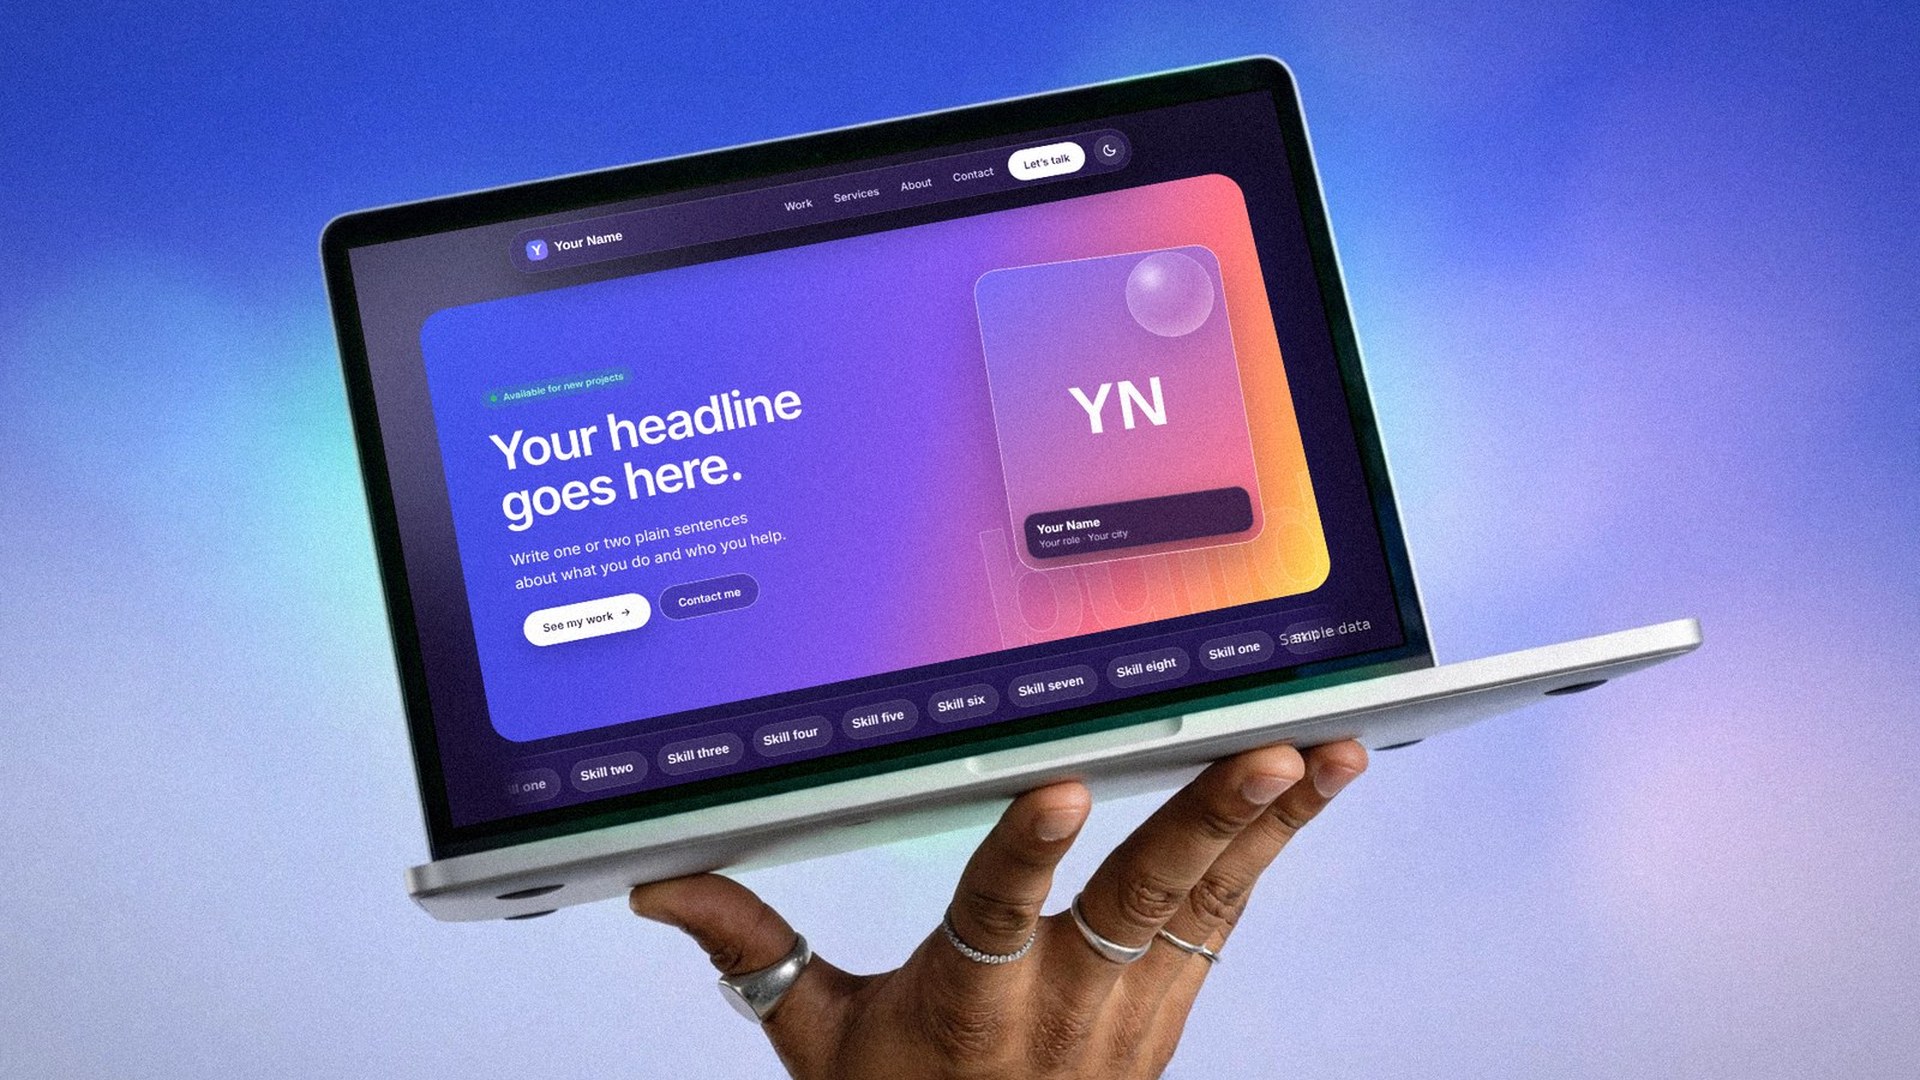 Y Your Name
Work Services About Contact Let's talk
Available for new projects
Your headline
goes here.
Write one or two plain sentences
about what you do and who you help.
See my work → Contact me
YN
Your Name
Your role · Your city
build
one Skill two Skill three Skill four Skill five Skill six Skill seven Skill eight Skill one
Sample data